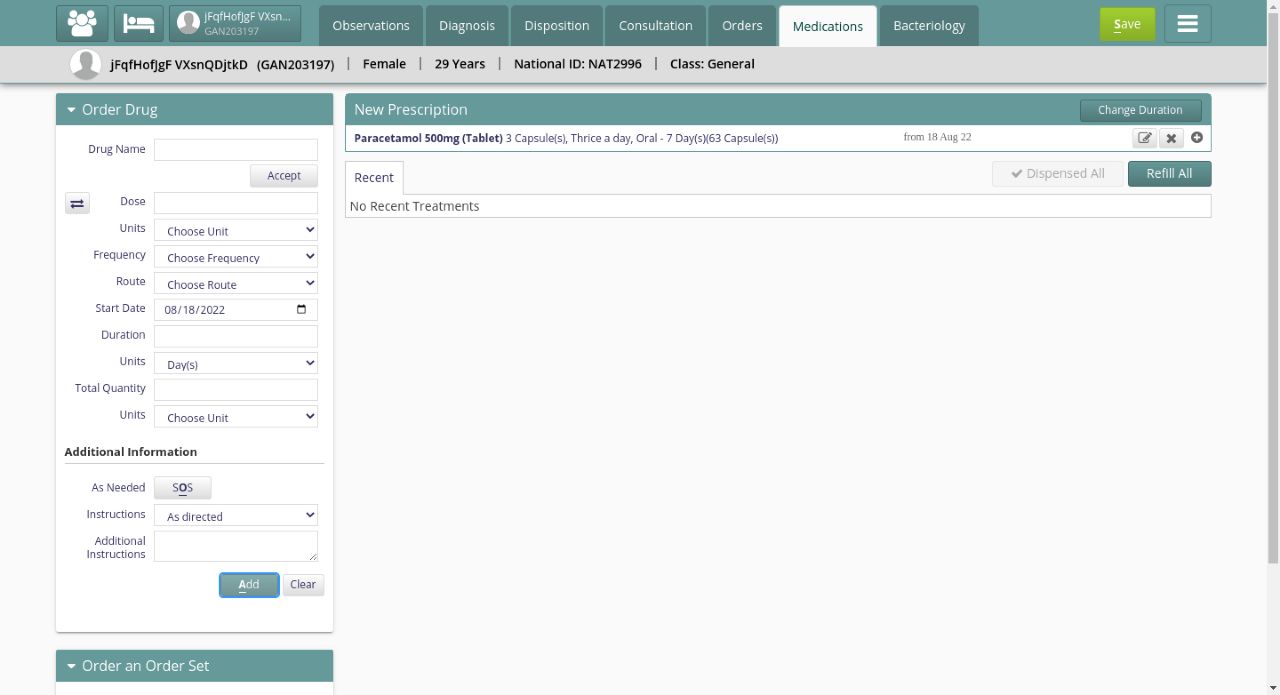 jFqfHofJgF VXsn...
GAN203197
Observations
Diagnosis
Disposition
Consultation
Orders
Medications
Bacteriology
Save
jFqfHofJgF VXsnQDjtkD (GAN203197) | Female | 29 Years | National ID: NAT2996 | Class: General
Order Drug
Drug Name
Accept
Dose
Units Choose Unit
Frequency Choose Frequency
Route Choose Route
Start Date 08/18/2022
Duration
Units Day(s)
Total Quantity
Units Choose Unit
Additional Information
As Needed SOS
Instructions As directed
Additional
Instructions
Add Clear
Order an Order Set
New Prescription Change Duration
Paracetamol 500mg (Tablet) 3 Capsule(s), Thrice a day, Oral - 7 Day(s)(63 Capsule(s)) from 18 Aug 22
Recent Dispensed All Refill All
No Recent Treatments